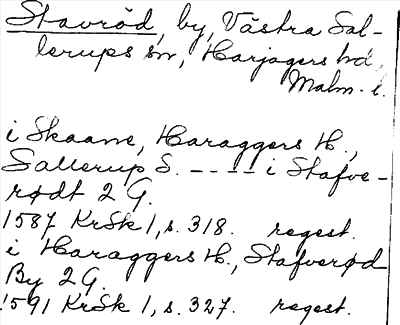 Stavröd, by, Västra Sal-
lerups sn, Harjagers hd,
Malm. l.
i Skaane, Haraggers H.,
Sallerup S. ---- i Stafve-
rødt 2 G.
1587 KrSk 1, s. 318. regest.
i Haraggers H., Stafverød
By 2 G.
1591 KrSk 1, s. 327. regest.